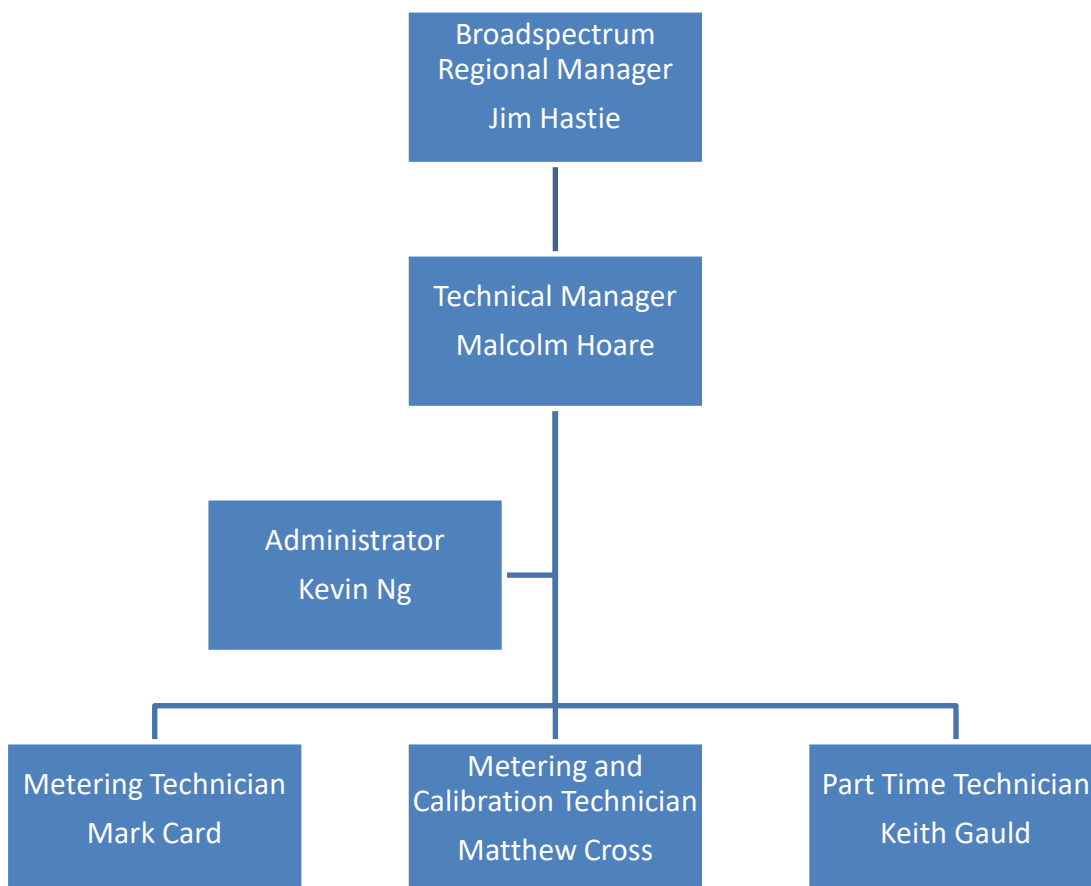 Broadspectrum
Regional Manager
Jim Hastie
Technical Manager
Malcolm Hoare
Administrator
Kevin Ng
Metering Technician
Mark Card
Metering and
Calibration Technician
Matthew Cross
Part Time Technician
Keith Gauld